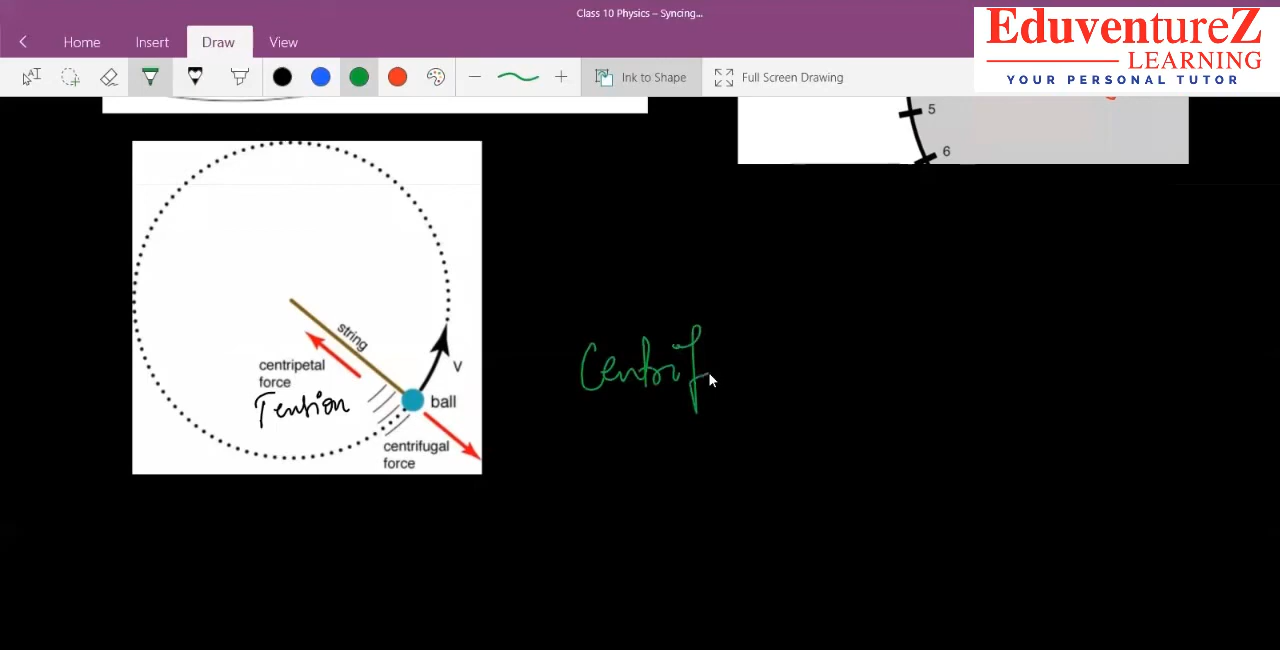 Class 10 Physics – Syncing...
EduventureZ
LEARNING
YOUR PERSONAL TUTOR
Home Insert Draw View
Ink to Shape Full Screen Drawing
5
6
string
centripetal
force
Tention
V
ball
centrifugal
force
Centrif